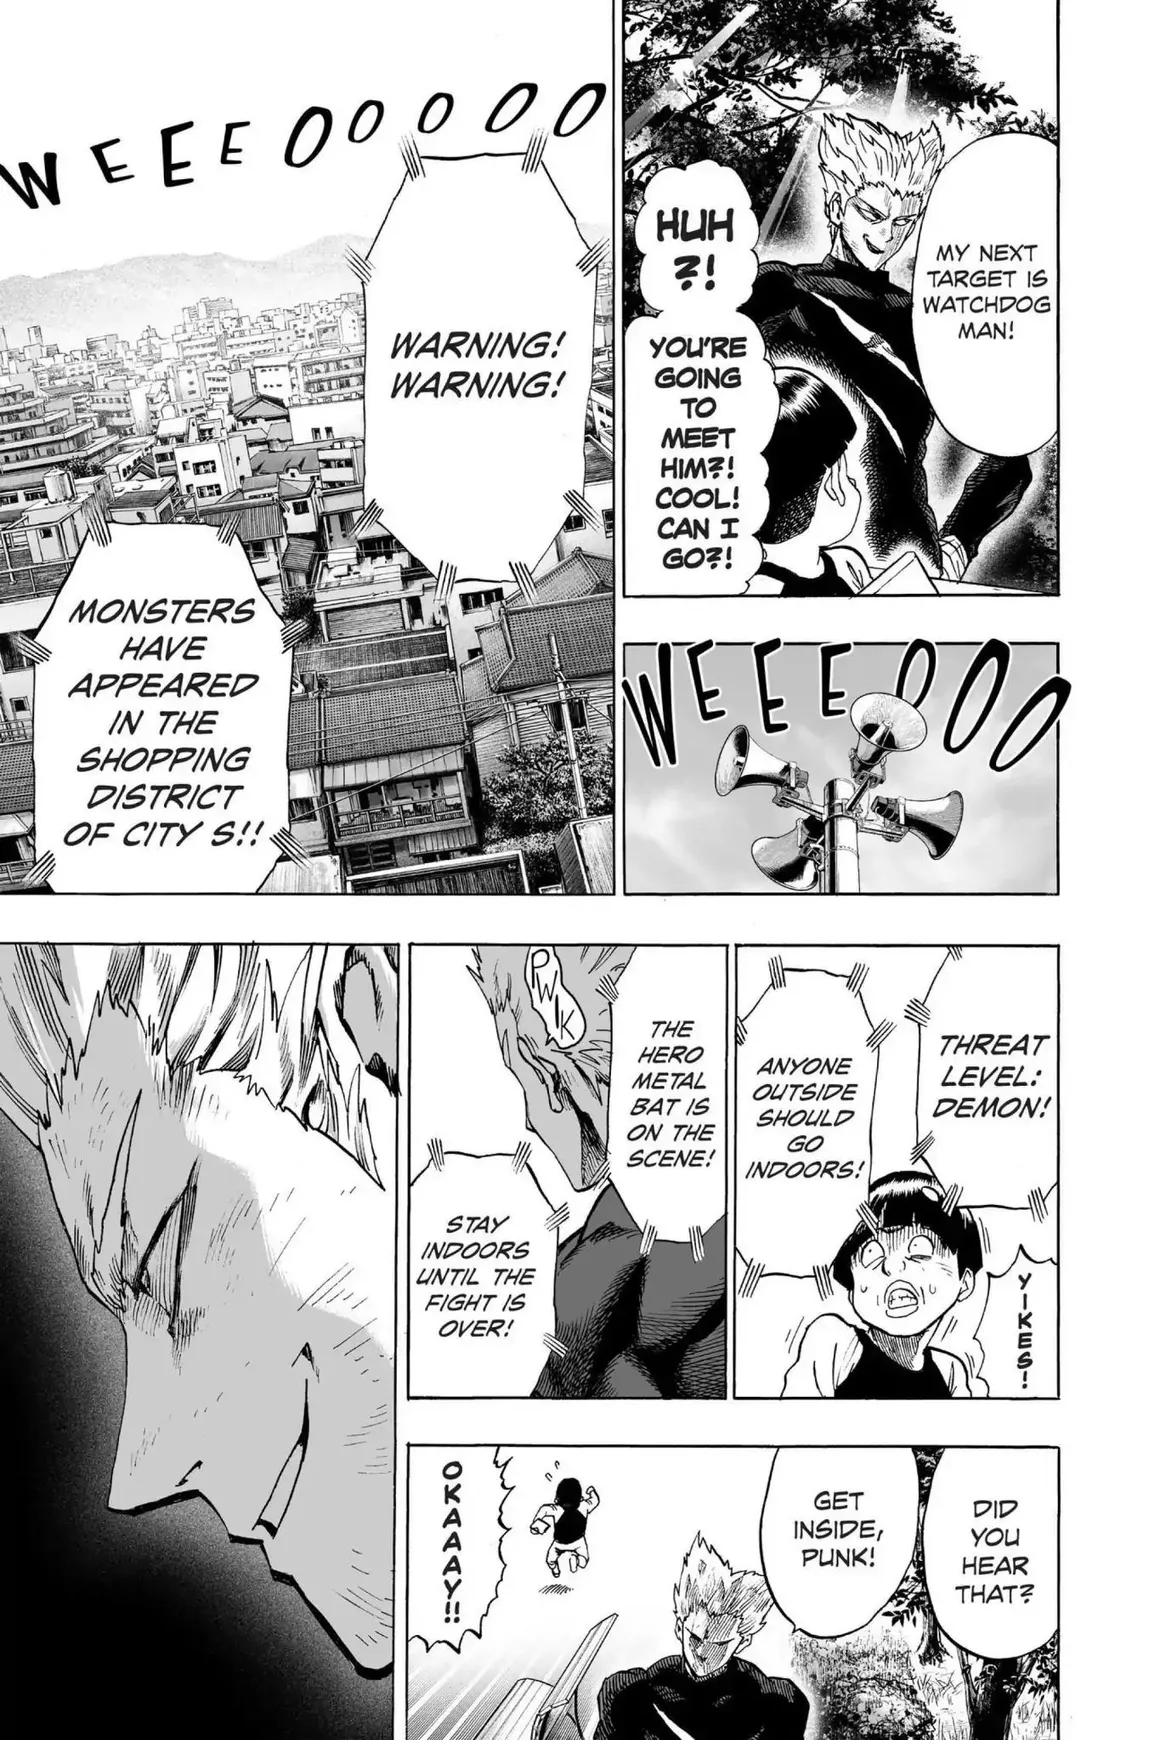 MY NEXT
TARGET IS
WATCHDOG
MAN!
HUH
?!
YOU'RE
GOING
TO
MEET
HIM?!
COOL!
CAN I
GO?!
WEEEOOO
WEEEOOOOO
WARNING!
WARNING!
MONSTERS
HAVE
APPEARED
IN THE
SHOPPING
DISTRICT
OF CITY S!!
THREAT
LEVEL:
DEMON!
ANYONE
OUTSIDE
SHOULD
GO
INDOORS!
YIKES!
THE
HERO
METAL
BAT IS
ON THE
SCENE!
PWIK
STAY
INDOORS
UNTIL THE
FIGHT IS
OVER!
DID
YOU
HEAR
THAT?
GET
INSIDE,
PUNK!
OKAAAY!!